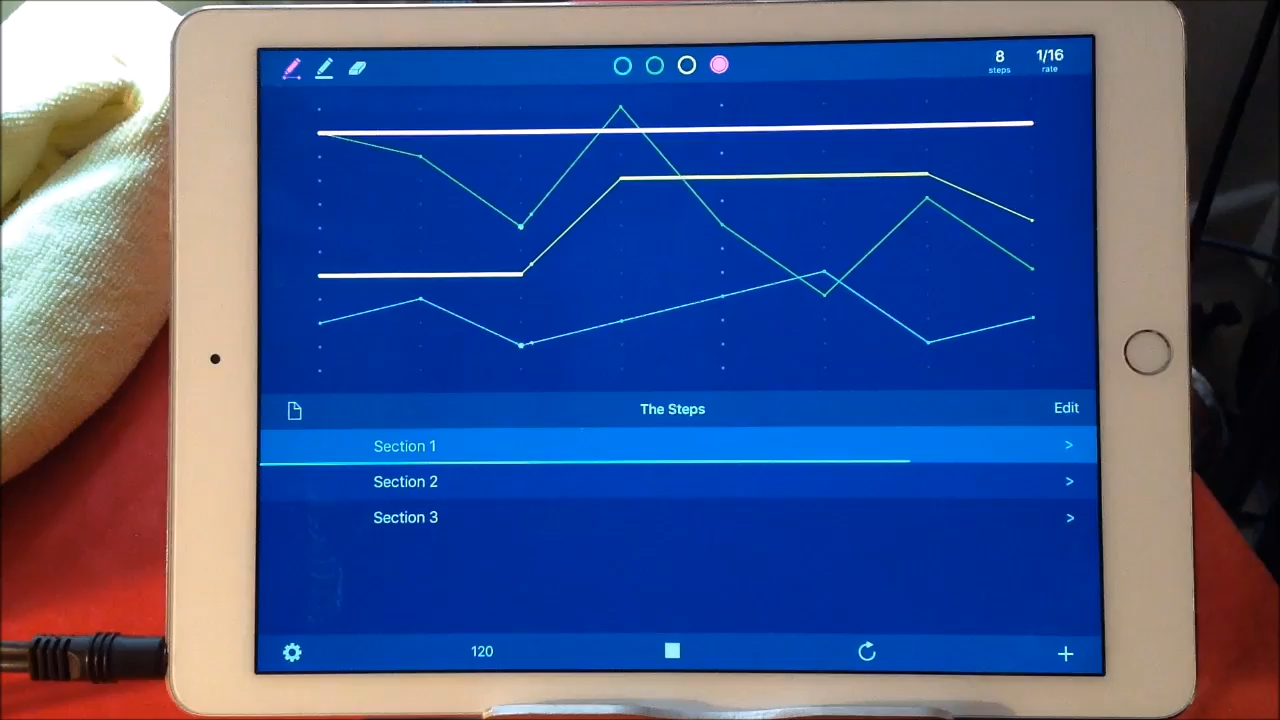 8 1/16
steps rate
The Steps Edit
Section 1 >
Section 2 >
Section 3 >
120